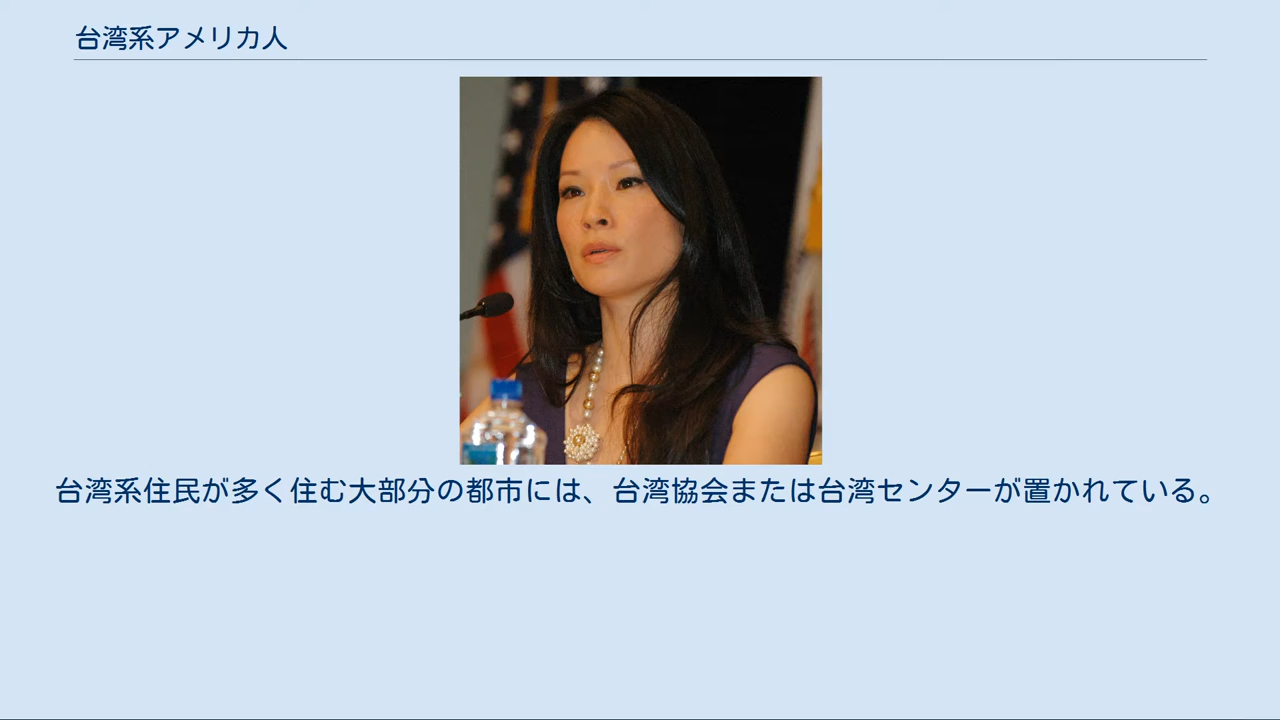 台湾系アメリカ人
台湾系住民が多く住む大部分の都市には、台湾協会または台湾センターが置かれている。